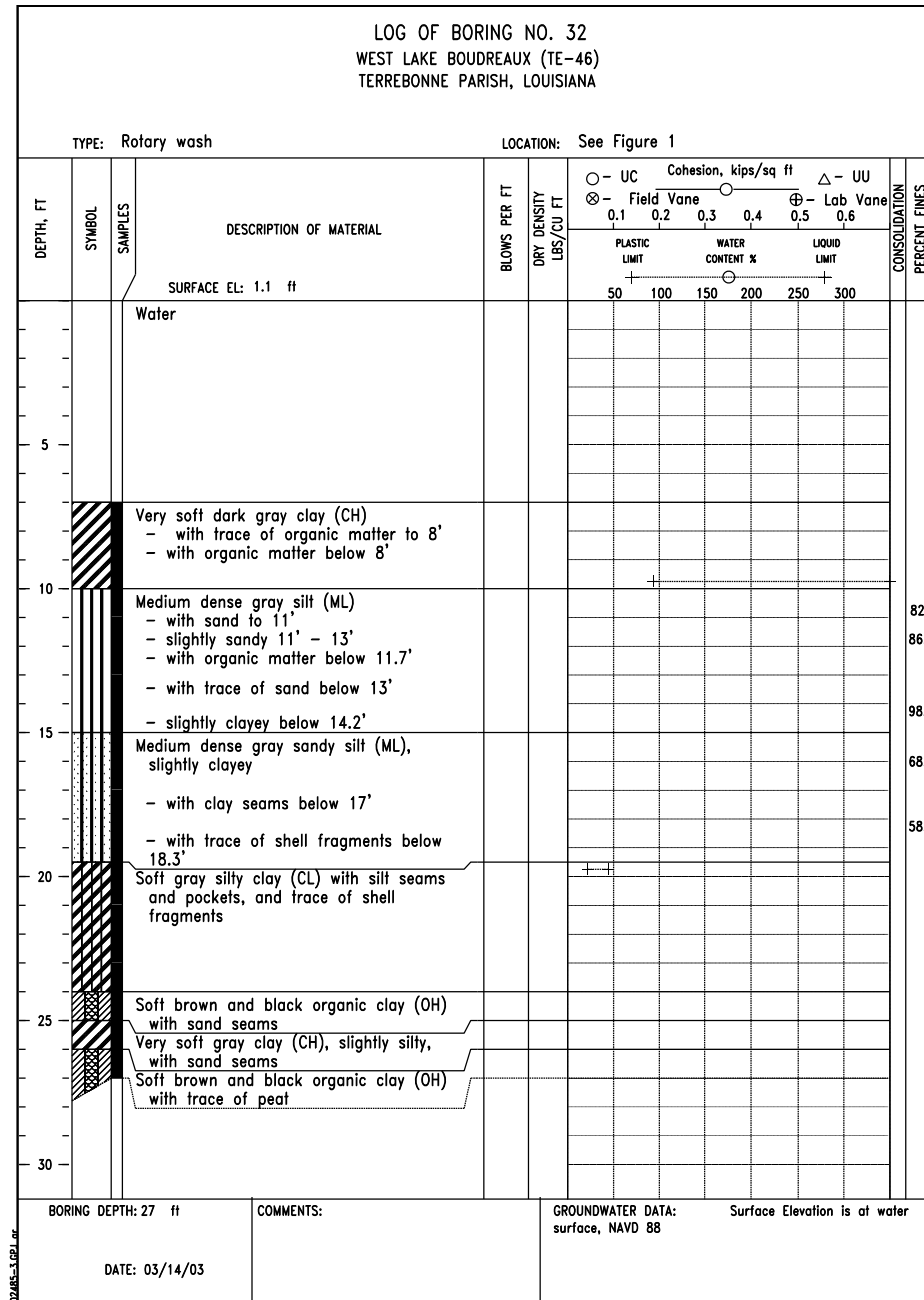 LOG OF BORING NO. 32
WEST LAKE BOUDREAUX (TE-46)
TERREBONNE PARISH, LOUISIANA
TYPE: Rotary wash
LOCATION: See Figure 1
DEPTH, FT
SYMBOL
SAMPLES
DESCRIPTION OF MATERIAL
SURFACE EL: 1.1 ft
BLOWS PER FT
DRY DENSITY
LBS/CU FT
Cohesion, kips/sq ft
- UC
- UU
- Field Vane
- Lab Vane
0.1 0.2 0.3 0.4 0.5 0.6
PLASTIC LIMIT
WATER CONTENT %
LIQUID LIMIT
50 100 150 200 250 300
CONSOLIDATION
PERCENT FINES
Water
5
Very soft dark gray clay (CH)
- with trace of organic matter to 8'
- with organic matter below 8'
10
Medium dense gray silt (ML)
- with sand to 11'
82
- slightly sandy 11' - 13'
86
- with organic matter below 11.7'
- with trace of sand below 13'
- slightly clayey below 14.2'
98
15
Medium dense gray sandy silt (ML),
slightly clayey
68
- with clay seams below 17'
58
- with trace of shell fragments below
18.3'
20
Soft gray silty clay (CL) with silt seams
and pockets, and trace of shell
fragments
Soft brown and black organic clay (OH)
with sand seams
25
Very soft gray clay (CH), slightly silty,
with sand seams
Soft brown and black organic clay (OH)
with trace of peat
30
BORING DEPTH: 27 ft
DATE: 03/14/03
COMMENTS:
GROUNDWATER DATA: Surface Elevation is at water
surface, NAVD 88